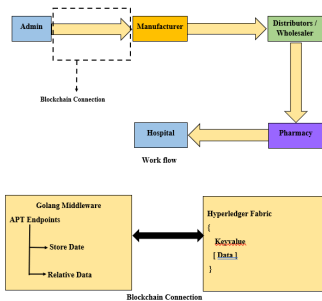 Admin
Manufacturer
Distributors /
Wholesaler
Blockchain Connection
Hospital
Pharmacy
Work flow
Golang Middleware
APT Endpoints
Store Date
Relative Data
Hyperledger Fabric
{
Keyvalue
[ Data ]
}
Blockchain Connection